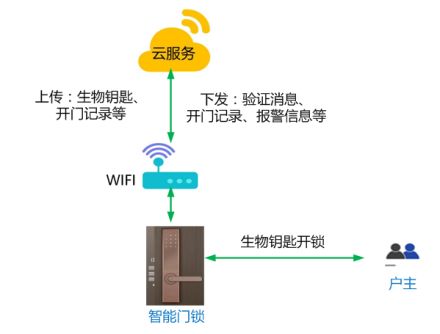 云服务
上传：生物钥匙、
开门记录等
下发：验证消息、
开门记录、报警信息等
WIFI
生物钥匙开锁
智能门锁
户主